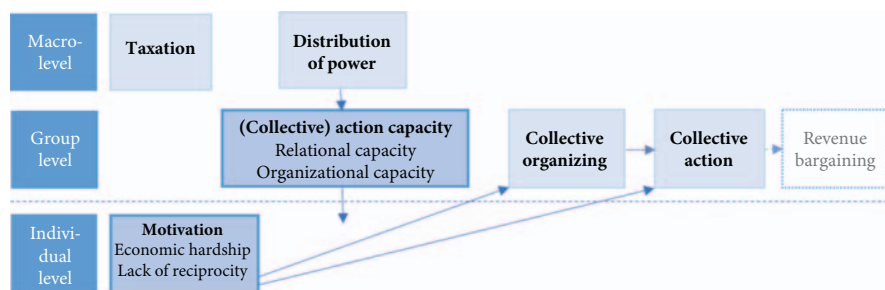 Macro-
level
Taxation
Distribution
of power
Group
level
(Collective) action capacity
Relational capacity
Organizational capacity
Collective
organizing
Collective
action
Revenue
bargaining
Indivi-
dual
level
Motivation
Economic hardship
Lack of reciprocity